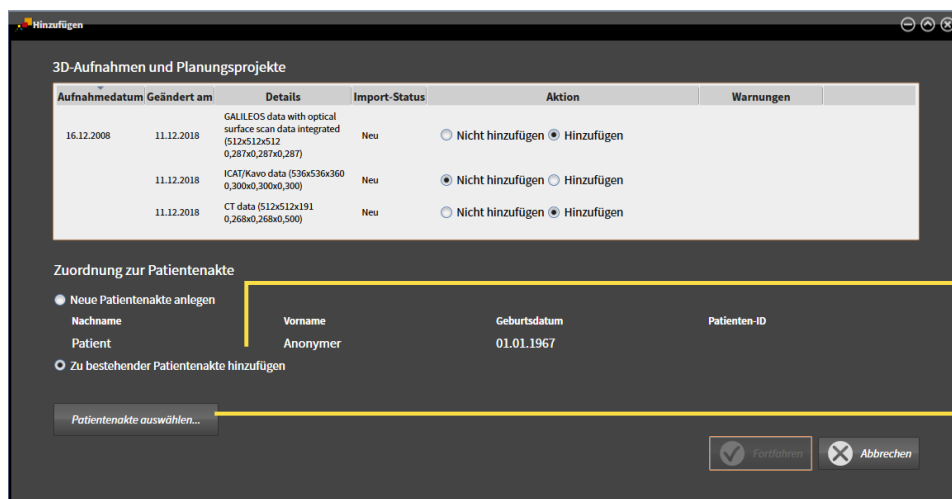 Hinzufügen
3D-Aufnahmen und Planungsprojekte
Aufnahmedatum Geändert am Details Import-Status Aktion Warnungen
GALILEOS data with optical
surface scan data integrated
16.12.2008 11.12.2018 (512x512x512 Neu Nicht hinzufügen Hinzufügen
0,287x0,287x0,287)
ICAT/Kavo data (536x536x360
11.12.2018 0,300x0,300x0,300) Neu Nicht hinzufügen Hinzufügen
CT data (512x512x191
11.12.2018 0,268x0,268x0,500) Neu Nicht hinzufügen Hinzufügen
Zuordnung zur Patientenakte
Neue Patientenakte anlegen
Nachname Vorname Geburtsdatum Patienten-ID
Patient Anonymer 01.01.1967
Zu bestehender Patientenakte hinzufügen
Patientenakte auswählen...
Fortfahren Abbrechen